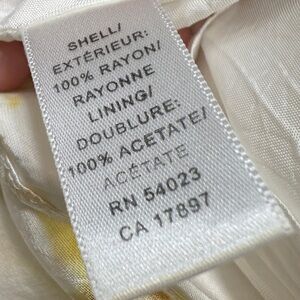 SHELL/
EXTÉRIEUR:
100% RAYON/
RAYONNE
LINING/
DOUBLURE:
100% ACETATE/
ACÉTATE
RN 54023
CA 17897